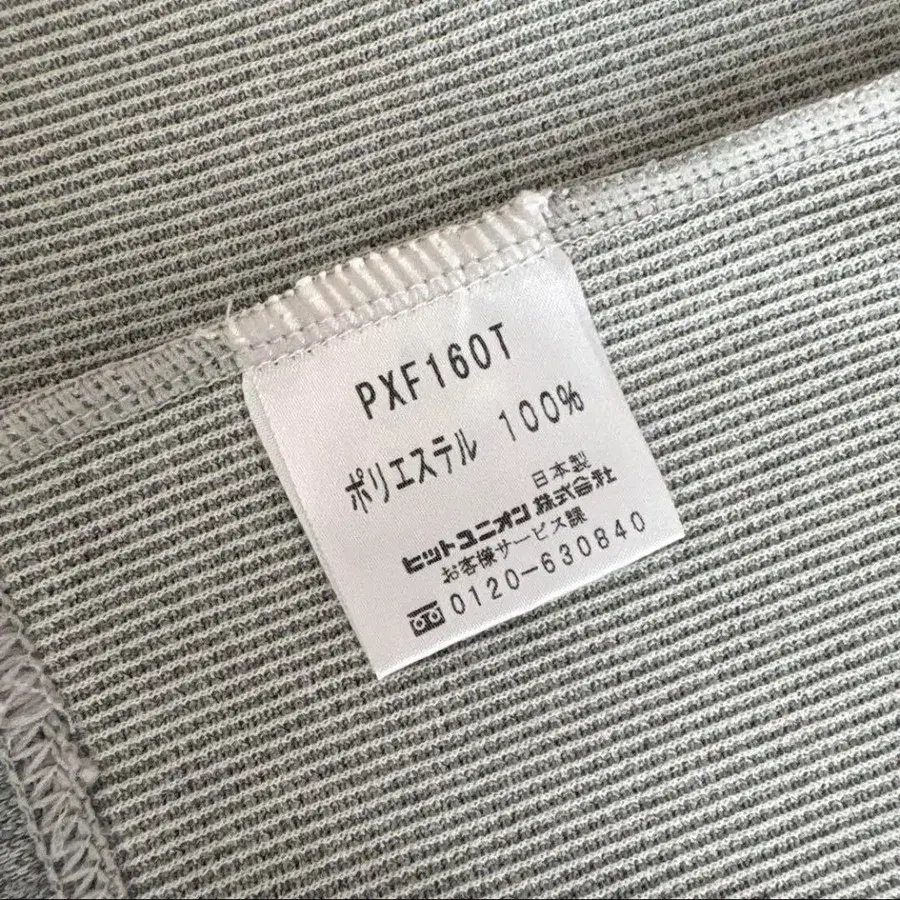 PXF160T
ポリエステル 100%
日本製
ヒットユニオン株式会社
お客様サービス課
0120-630840